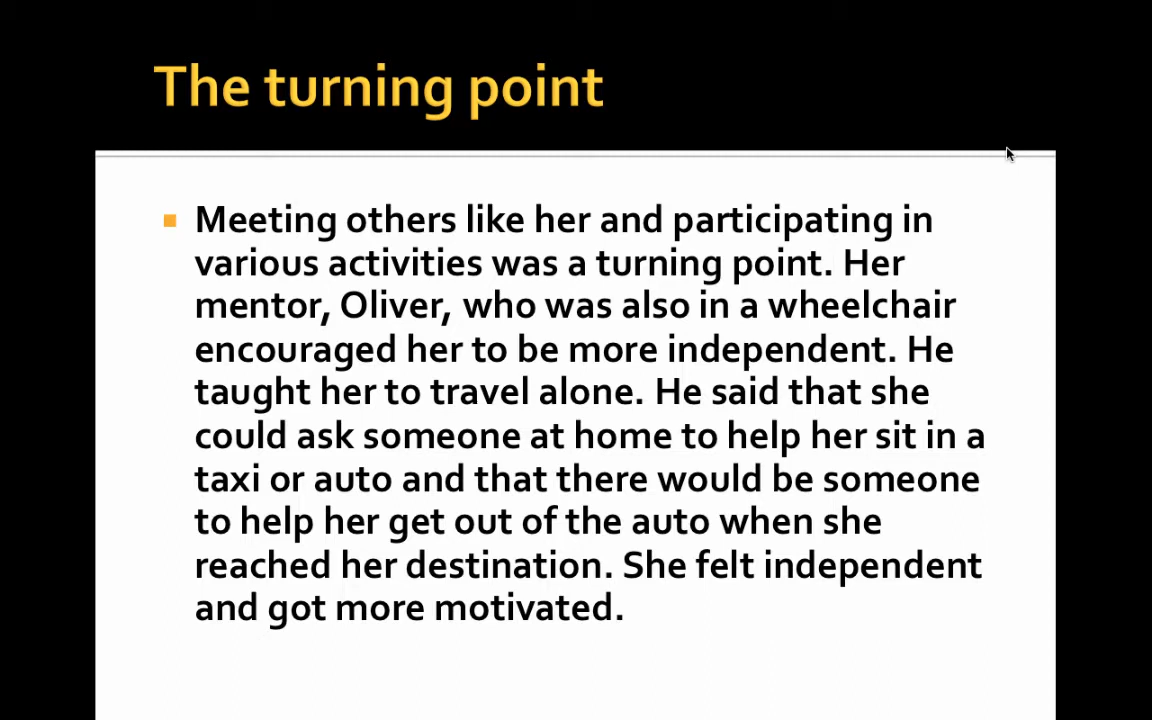 The turning point
Meeting others like her and participating in
various activities was a turning point. Her
mentor, Oliver, who was also in a wheelchair
encouraged her to be more independent. He
taught her to travel alone. He said that she
could ask someone at home to help her sit in a
taxi or auto and that there would be someone
to help her get out of the auto when she
reached her destination. She felt independent
and got more motivated.